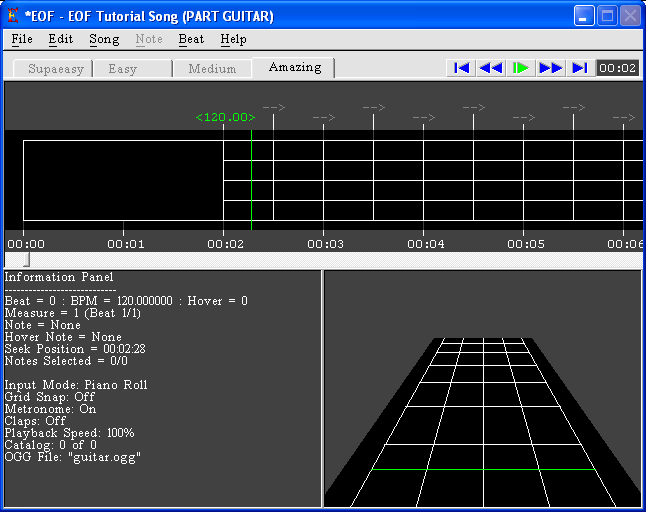 *EOF - EOF Tutorial Song (PART GUITAR)
File Edit Song Note Beat Help
Supaeasy Easy Medium Amazing 00:02
--> --> --> -->
<120.00> --> --> --> -->
00:00 00:01 00:02 00:03 00:04 00:05 00:06
Information Panel
----------------------------
Beat = 0 : BPM = 120.000000 : Hover = 0
Measure = 1 (Beat 1/1)
Note = None
Hover Note = None
Seek Position = 00:02:28
Notes Selected = 0/0
Input Mode: Piano Roll
Grid Snap: Off
Metronome: On
Claps: Off
Playback Speed: 100%
Catalog: 0 of 0
OGG File: "guitar.ogg"